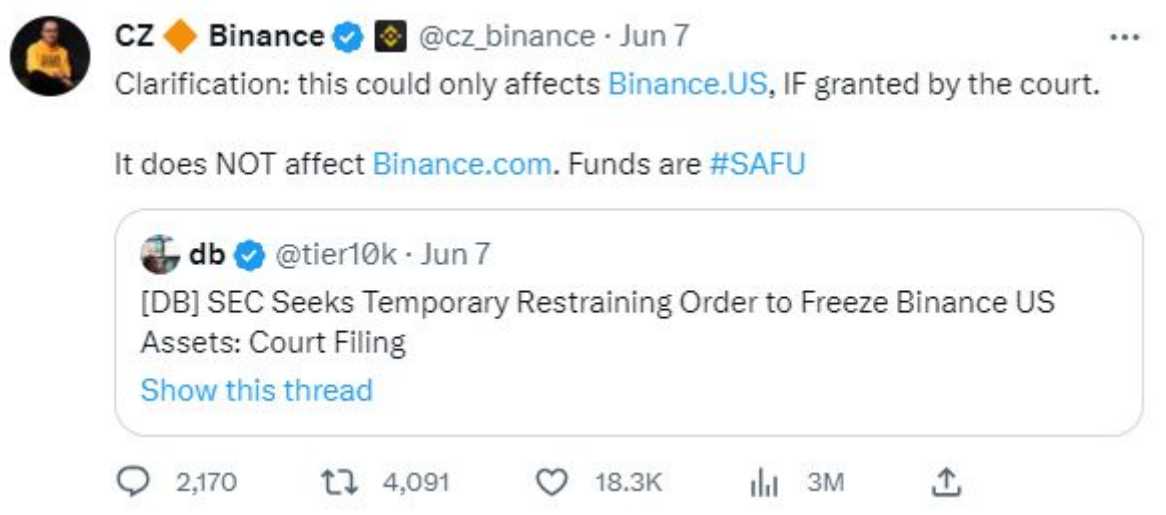 CZ 🔶 Binance @cz_binance · Jun 7
Clarification: this could only affects Binance.US, IF granted by the court.
It does NOT affect Binance.com. Funds are #SAFU
db @tier10k · Jun 7
[DB] SEC Seeks Temporary Restraining Order to Freeze Binance US
Assets: Court Filing
Show this thread
2,170 4,091 18.3K 3M